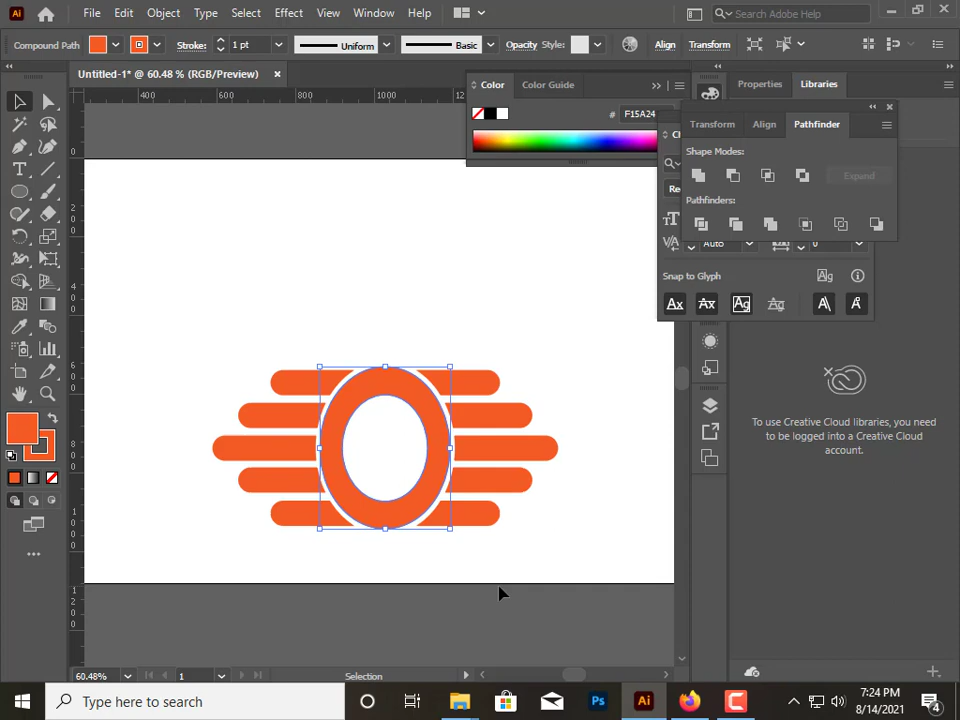 Ai File Edit Object Type Select Effect View Window Help Search Adobe Help
Compound Path Stroke: 1 pt Uniform Basic Opacity Style: Align Transform
Untitled-1* @ 60.48 % (RGB/Preview) ×
Color Color Guide
Properties Libraries
# F15A24
Transform Align Pathfinder
Shape Modes:
Expand
Pathfinders:
Auto 0
Snap to Glyph
To use Creative Cloud libraries, you
need to be logged into a Creative Cloud
account.
60.48% 1 Selection
Type here to search
Ps Ai
7:24 PM
8/14/2021
4